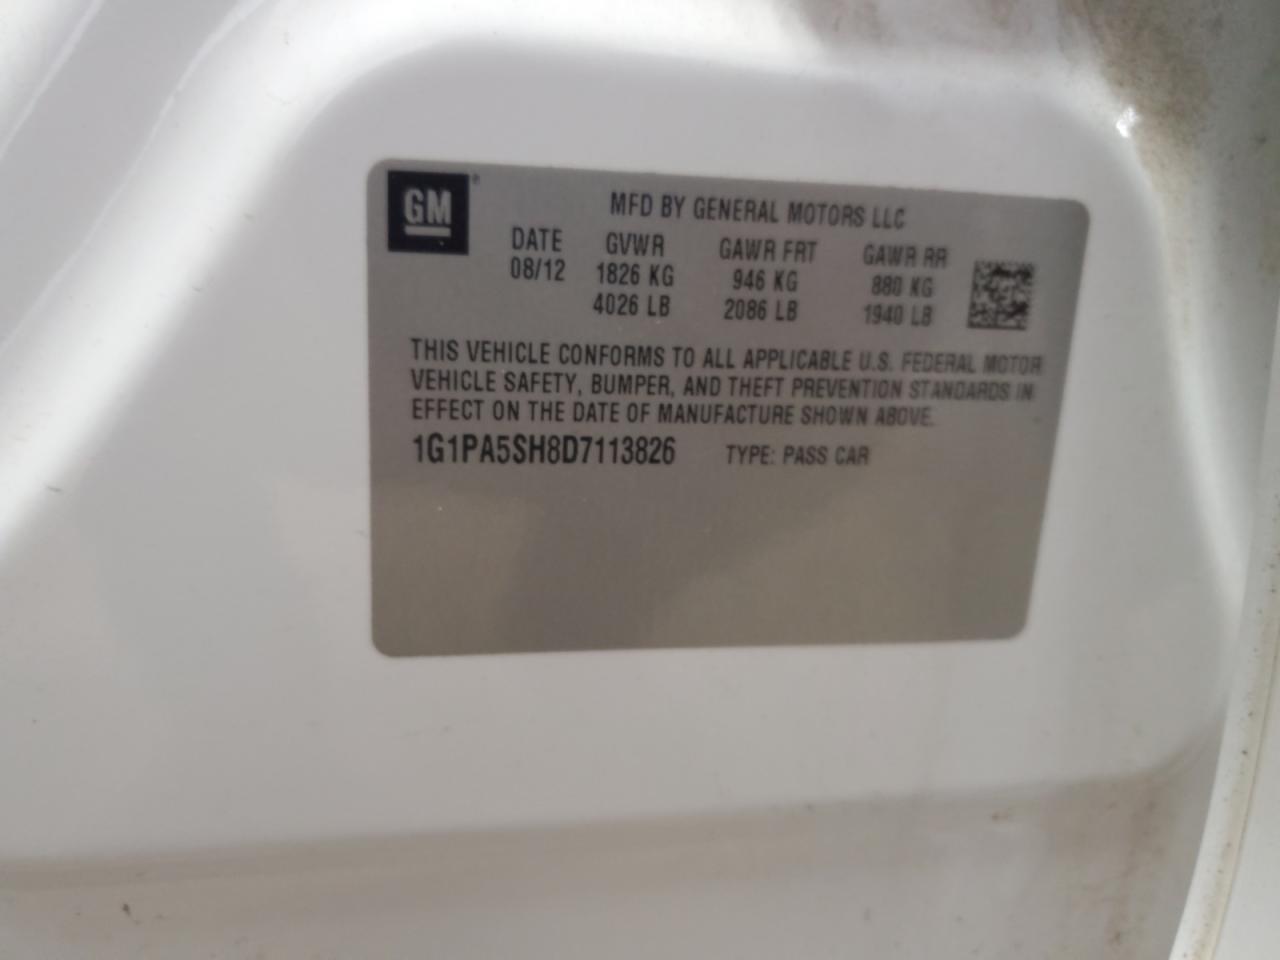 GM®
MFD BY GENERAL MOTORS LLC
DATE GVWR GAWR FRT GAWR RR
08/12 1826 KG 946 KG 880 KG
4026 LB 2086 LB 1940 LB
THIS VEHICLE CONFORMS TO ALL APPLICABLE U.S. FEDERAL MOTOR
VEHICLE SAFETY, BUMPER, AND THEFT PREVENTION STANDARDS IN
EFFECT ON THE DATE OF MANUFACTURE SHOWN ABOVE.
1G1PA5SH8D7113826 TYPE: PASS CAR